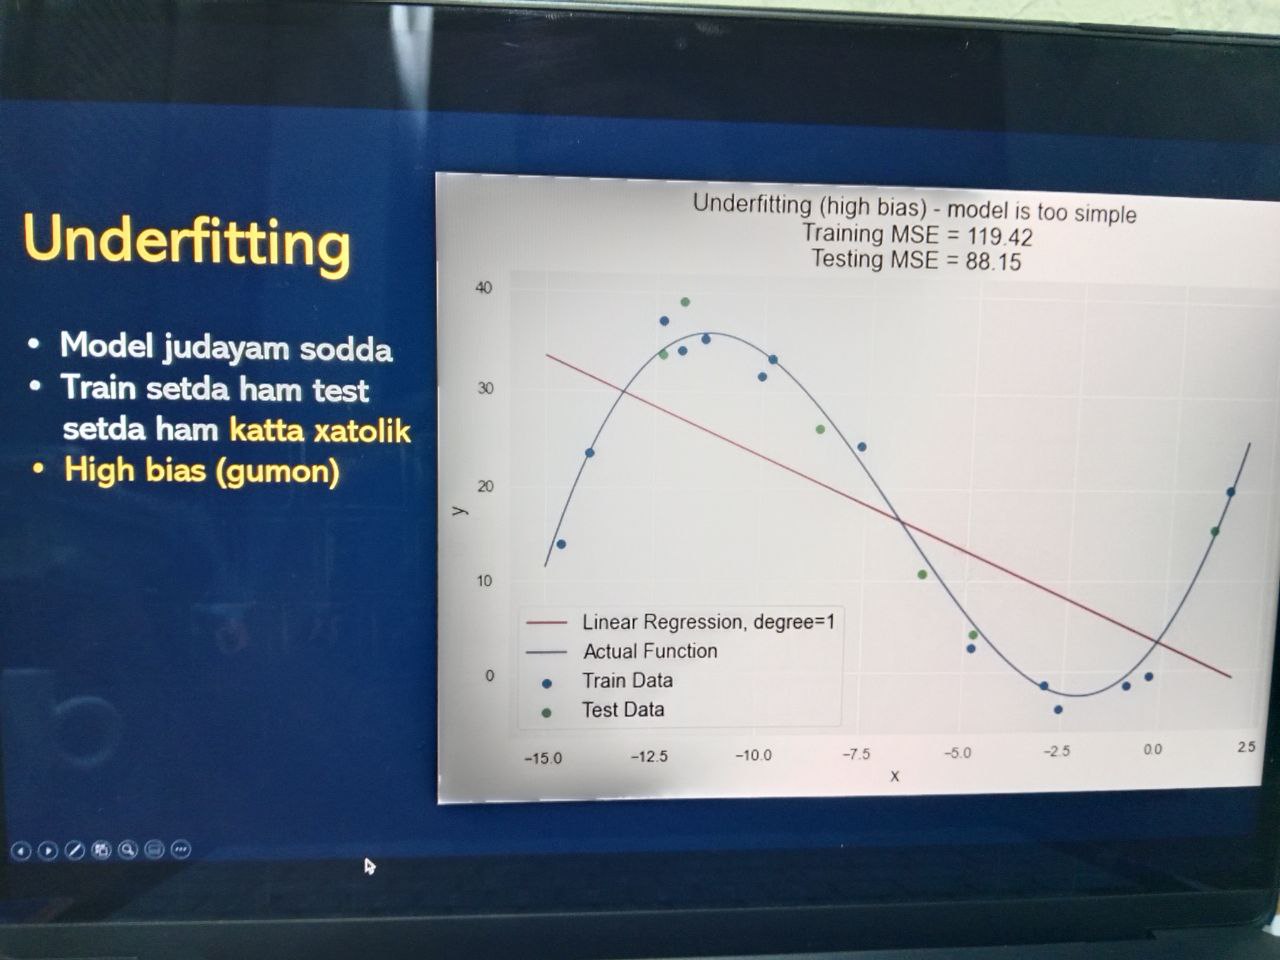 Underfitting
• Model judayam sodda
• Train setda ham test
setda ham katta xatolik
• High bias (gumon)
Underfitting (high bias) - model is too simple
Training MSE = 119.42
Testing MSE = 88.15
40
30
20
10
0
y
Linear Regression, degree=1
Actual Function
Train Data
Test Data
−15.0 −12.5 −10.0 −7.5 −5.0 −2.5 0.0 2.5
x